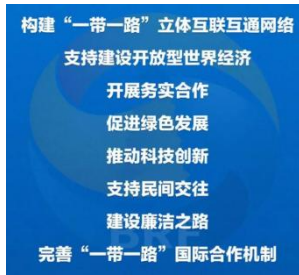 构建“一带一路”立体互联互通网络
支持建设开放型世界经济
开展务实合作
促进绿色发展
推动科技创新
支持民间交往
建设廉洁之路
完善“一带一路”国际合作机制